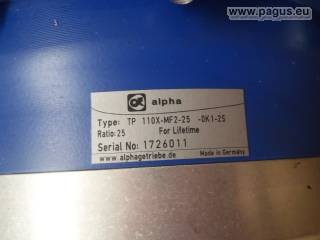 www.pagus.eu
alpha
Type: TP 110X-MF2-25 -0K1-2S
Ratio:25 For Lifetime
Serial No: 1726011
www.alphagetriebe.de Made in Germany